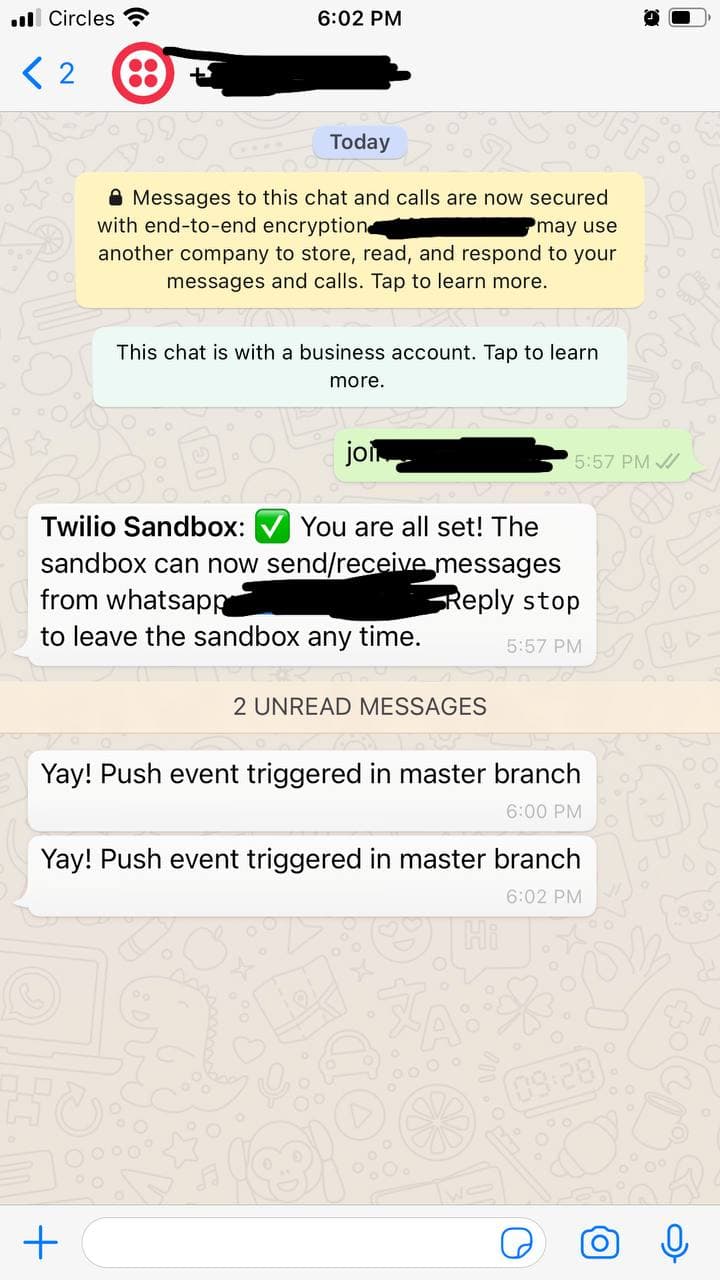 Circles 6:02 PM
2 +
Today
Messages to this chat and calls are now secured
with end-to-end encryption may use
another company to store, read, and respond to your
messages and calls. Tap to learn more.
This chat is with a business account. Tap to learn
more.
join 5:57 PM
Twilio Sandbox: ✅ You are all set! The
sandbox can now send/receive messages
from whatsapp Reply stop
to leave the sandbox any time. 5:57 PM
2 UNREAD MESSAGES
Yay! Push event triggered in master branch
6:00 PM
Yay! Push event triggered in master branch
6:02 PM
Hi
09:28